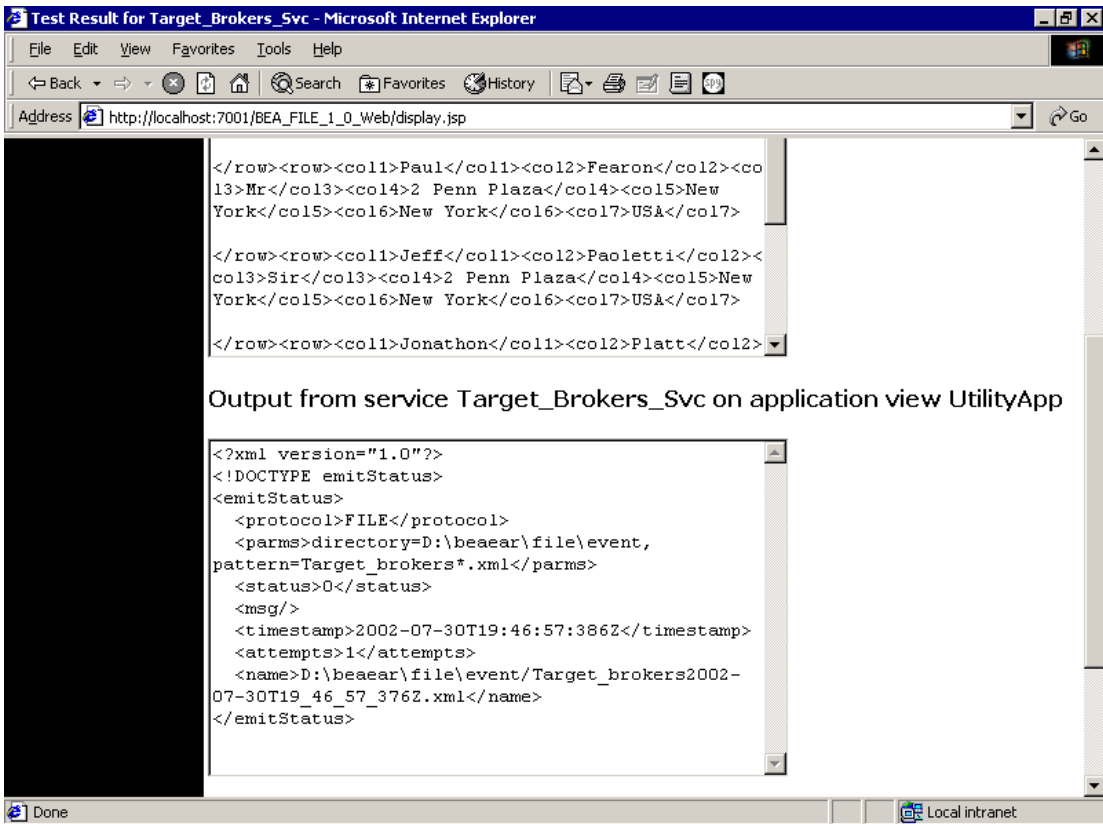 Test Result for Target_Brokers_Svc - Microsoft Internet Explorer
File Edit View Favorites Tools Help
Back Search Favorites History
Address http://localhost:7001/BEA_FILE_1_0_Web/display.jsp Go
</row><row><col1>Paul</col1><col2>Fearon</col2><co
l3>Mr</col3><col4>2 Penn Plaza</col4><col5>New
York</col5><col6>New York</col6><col7>USA</col7>
</row><row><col1>Jeff</col1><col2>Paoletti</col2><
col3>Sir</col3><col4>2 Penn Plaza</col4><col5>New
York</col5><col6>New York</col6><col7>USA</col7>
</row><row><col1>Jonathon</col1><col2>Platt</col2>
Output from service Target_Brokers_Svc on application view UtilityApp
<?xml version="1.0"?>
<!DOCTYPE emitStatus>
<emitStatus>
<protocol>FILE</protocol>
<parms>directory=D:\beaear\file\event,
pattern=Target_brokers*.xml</parms>
<status>0</status>
<msg/>
<timestamp>2002-07-30T19:46:57:386Z</timestamp>
<attempts>1</attempts>
<name>D:\beaear\file\event/Target_brokers2002-
07-30T19_46_57_376Z.xml</name>
</emitStatus>
Done Local intranet